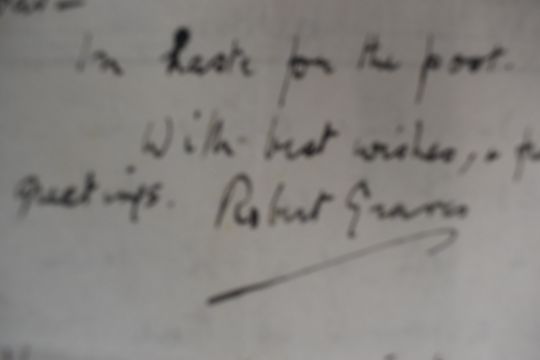 In haste for the post.
With best wishes, &
greetings. Robert Graves